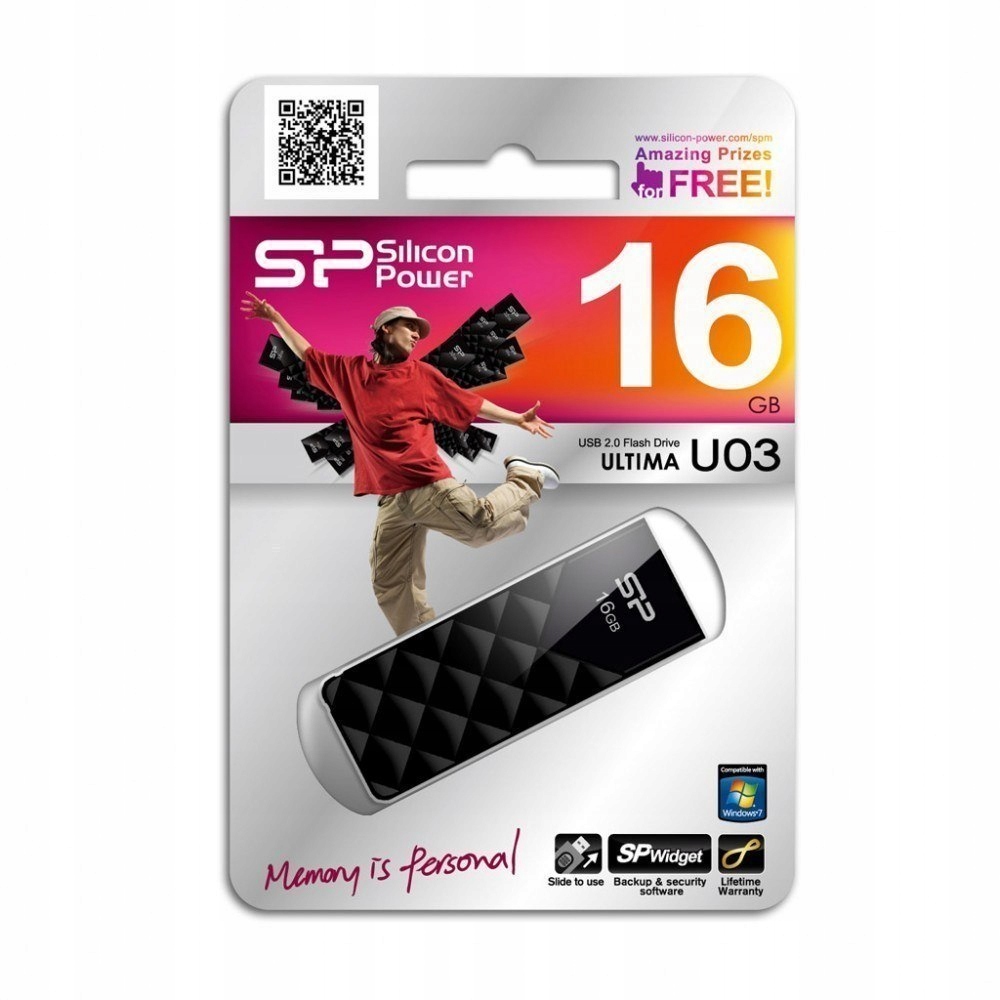 www.silicon-power.com/spm
Amazing Prizes
for FREE!
SP Silicon Power
16
GB
USB 2.0 Flash Drive
ULTIMA U03
SP
16GB
Compatible with
Windows 7
Memory is personal
Slide to use
SP Widget
Backup & security
software
Lifetime
Warranty